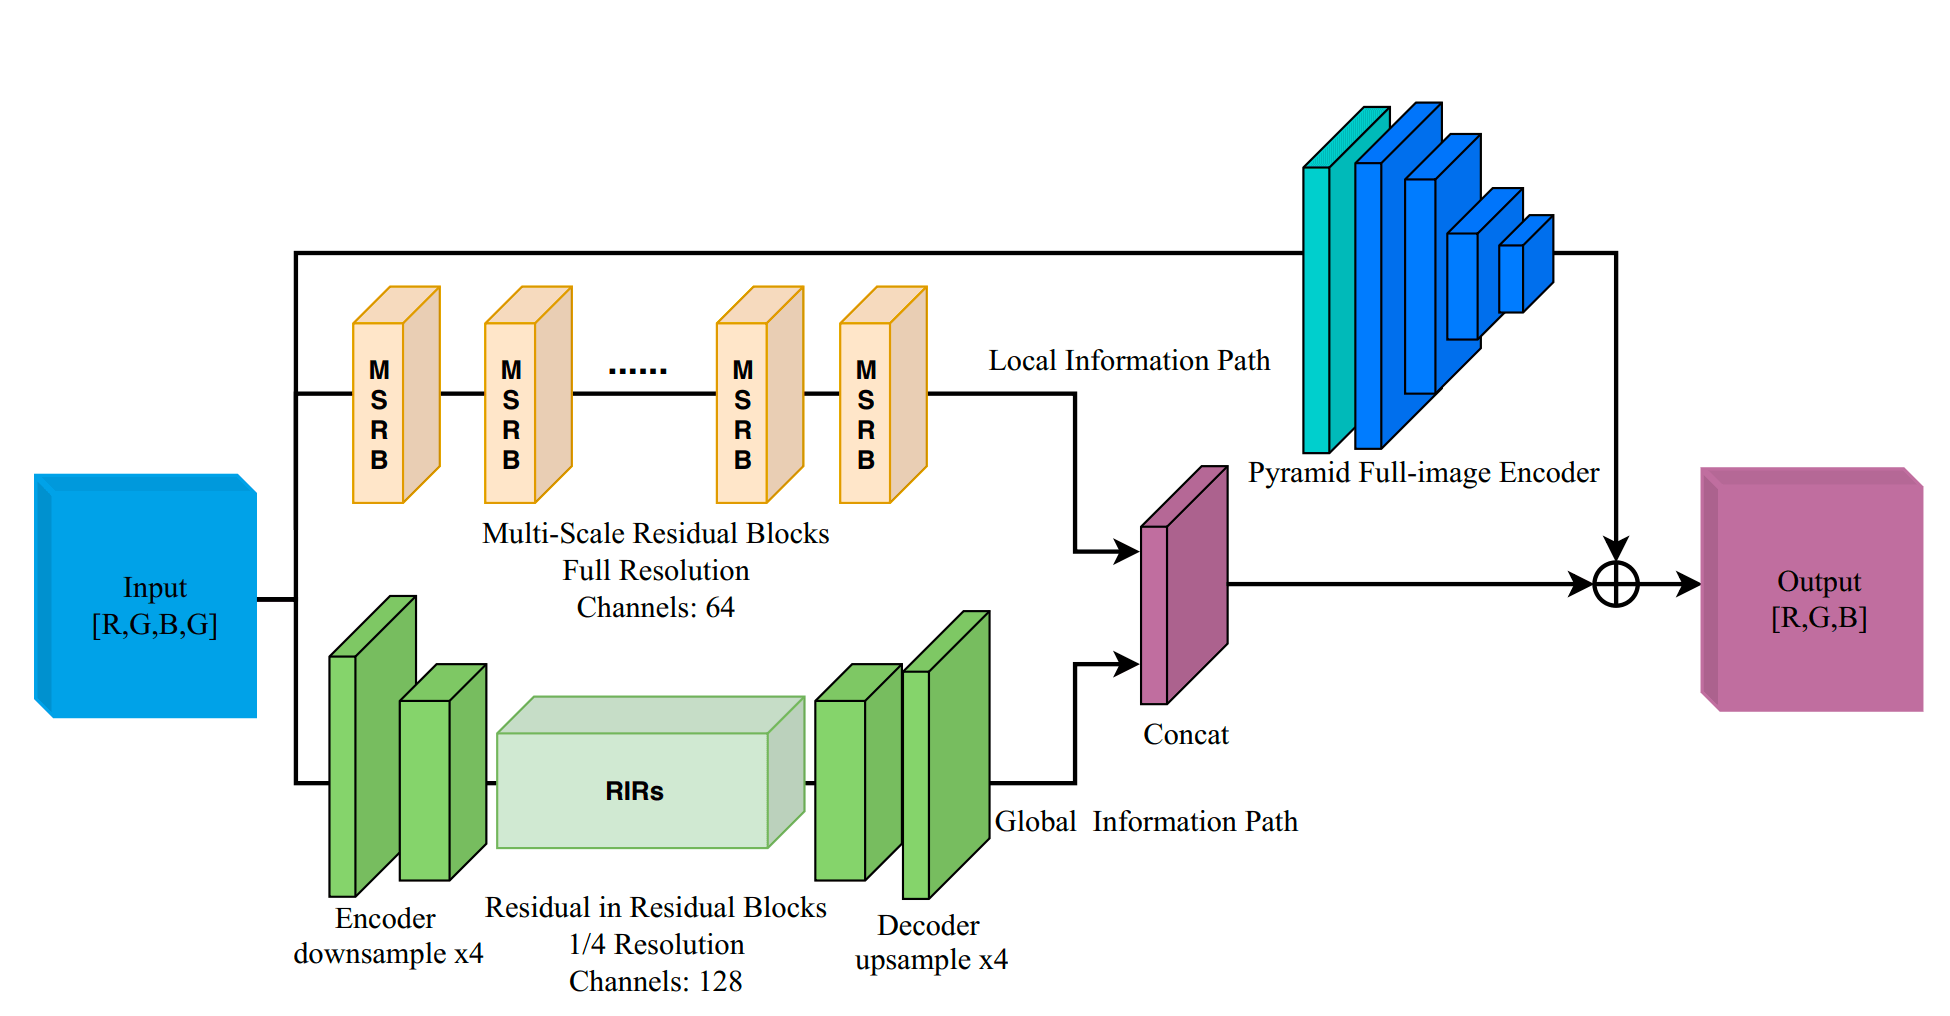 Input
[R,G,B,G]
M
S
R
B
M
S
R
B
......
M
S
R
B
M
S
R
B
Multi-Scale Residual Blocks
Full Resolution
Channels: 64
Local Information Path
Pyramid Full-image Encoder
Encoder
downsample x4
RIRs
Residual in Residual Blocks
1/4 Resolution
Channels: 128
Decoder
upsample x4
Global Information Path
Concat
Output
[R,G,B]